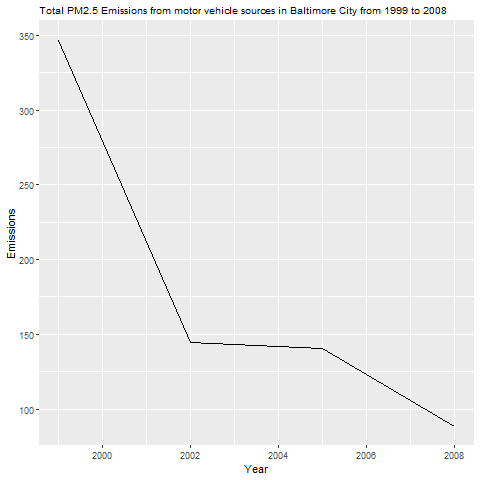 Total PM2.5 Emissions from motor vehicle sources in Baltimore City from 1999 to 2008
350
300
250
200
150
100
Emissions
2000 2002 2004 2006 2008
Year